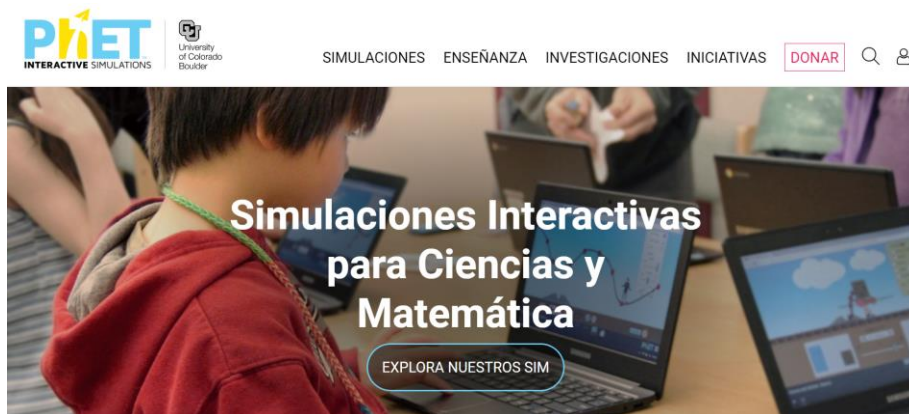 PhET
INTERACTIVE SIMULATIONS
University
of Colorado
Boulder
SIMULACIONES ENSEÑANZA INVESTIGACIONES INICIATIVAS DONAR
Simulaciones Interactivas
para Ciencias y
Matemática
EXPLORA NUESTROS SIM